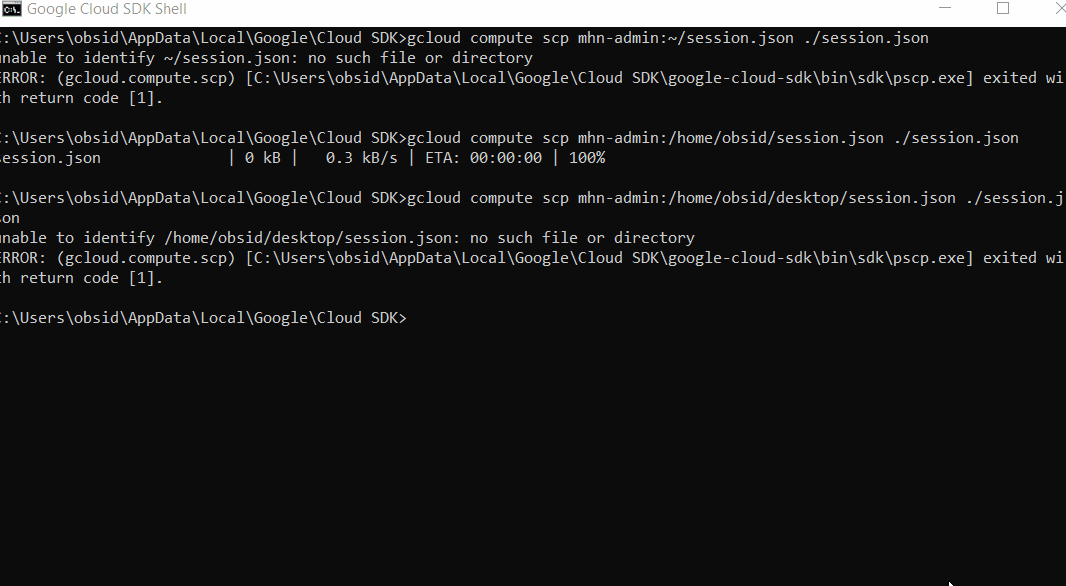 Google Cloud SDK Shell
:\Users\obsid\AppData\Local\Google\Cloud SDK>gcloud compute scp mhn-admin:~/session.json ./session.json
unable to identify ~/session.json: no such file or directory
ERROR: (gcloud.compute.scp) [C:\Users\obsid\AppData\Local\Google\Cloud SDK\google-cloud-sdk\bin\sdk\pscp.exe] exited wi
th return code [1].
:\Users\obsid\AppData\Local\Google\Cloud SDK>gcloud compute scp mhn-admin:/home/obsid/session.json ./session.json
session.json | 0 kB | 0.3 kB/s | ETA: 00:00:00 | 100%
:\Users\obsid\AppData\Local\Google\Cloud SDK>gcloud compute scp mhn-admin:/home/obsid/desktop/session.json ./session.j
son
unable to identify /home/obsid/desktop/session.json: no such file or directory
ERROR: (gcloud.compute.scp) [C:\Users\obsid\AppData\Local\Google\Cloud SDK\google-cloud-sdk\bin\sdk\pscp.exe] exited wi
th return code [1].
:\Users\obsid\AppData\Local\Google\Cloud SDK>